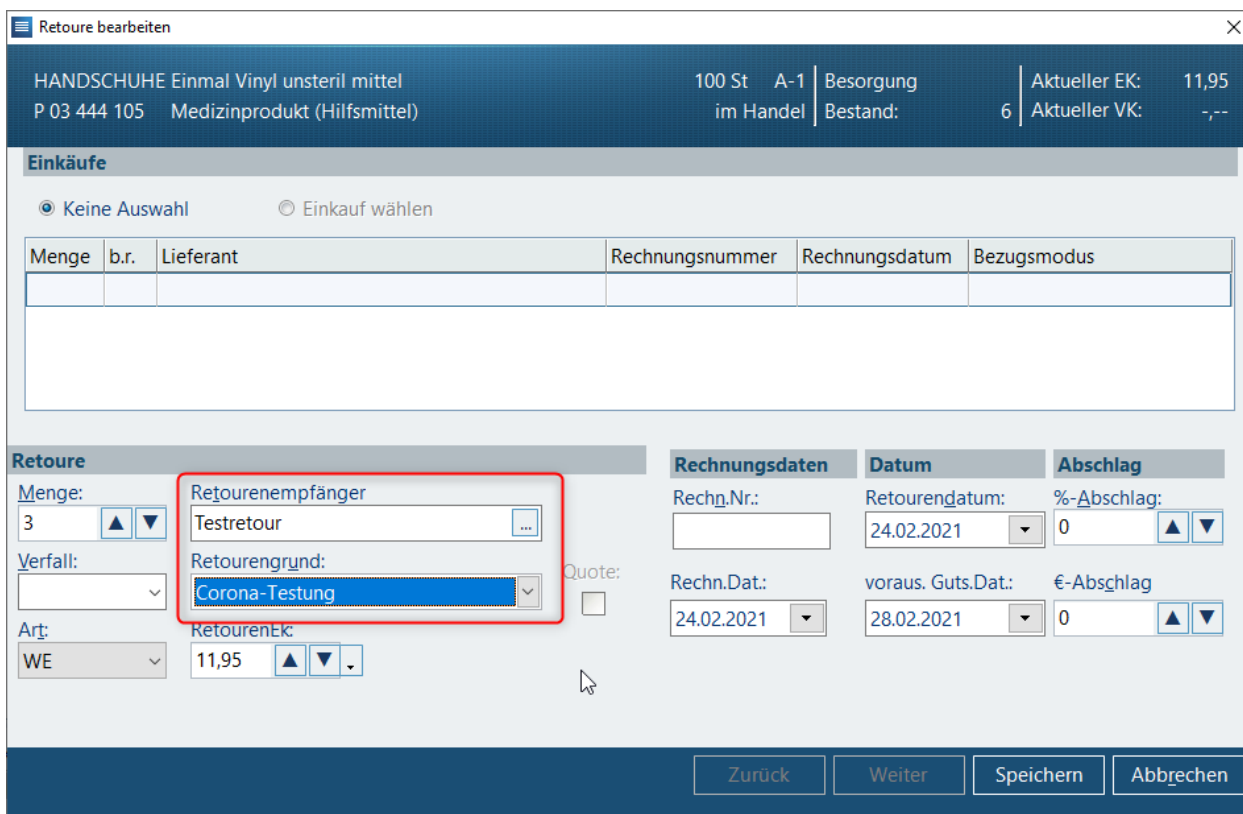 Retoure bearbeiten
HANDSCHUHE Einmal Vinyl unsteril mittel 100 St A-1 Besorgung Aktueller EK: 11,95
P 03 444 105 Medizinprodukt (Hilfsmittel) im Handel Bestand: 6 Aktueller VK: -,--
Einkäufe
Keine Auswahl Einkauf wählen
Menge b.r. Lieferant Rechnungsnummer Rechnungsdatum Bezugsmodus
Retoure Rechnungsdaten Datum Abschlag
Menge: Retourenempfänger Rechn.Nr.: Retourendatum: %-Abschlag:
3 Testretour ... 24.02.2021 0
Verfall: Retourengrund: Quote: Rechn.Dat.: voraus. Guts.Dat.: €-Abschlag
Corona-Testung 24.02.2021 28.02.2021 0
Art: RetourenEk:
WE 11,95
Zurück Weiter Speichern Abbrechen